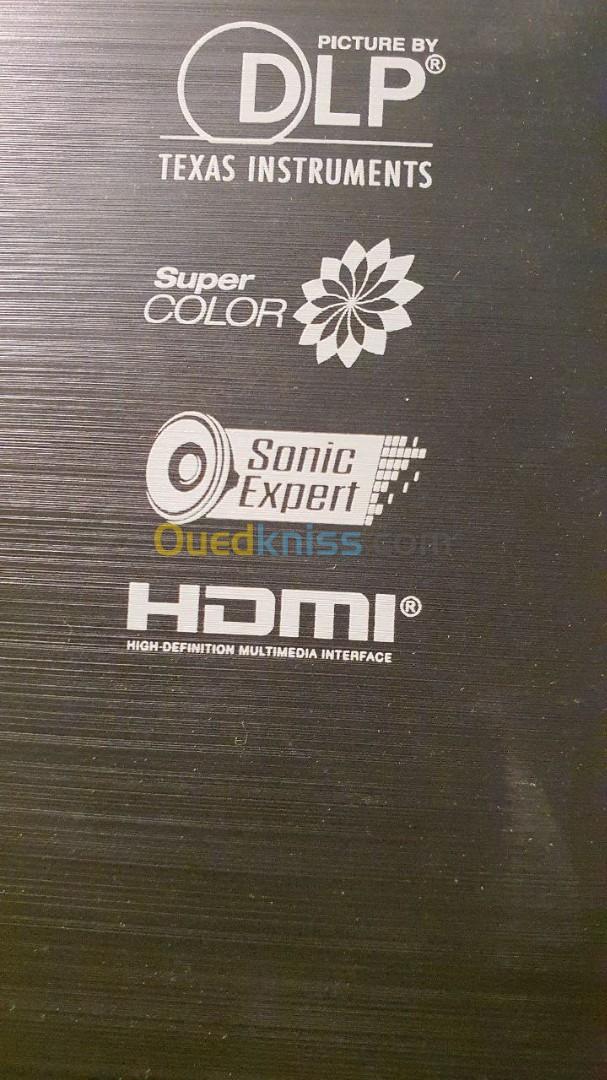 PICTURE BY
DLP®
TEXAS INSTRUMENTS
Super
COLOR
Sonic
Expert
Ouedkniss.com
HDMI®
HIGH-DEFINITION MULTIMEDIA INTERFACE